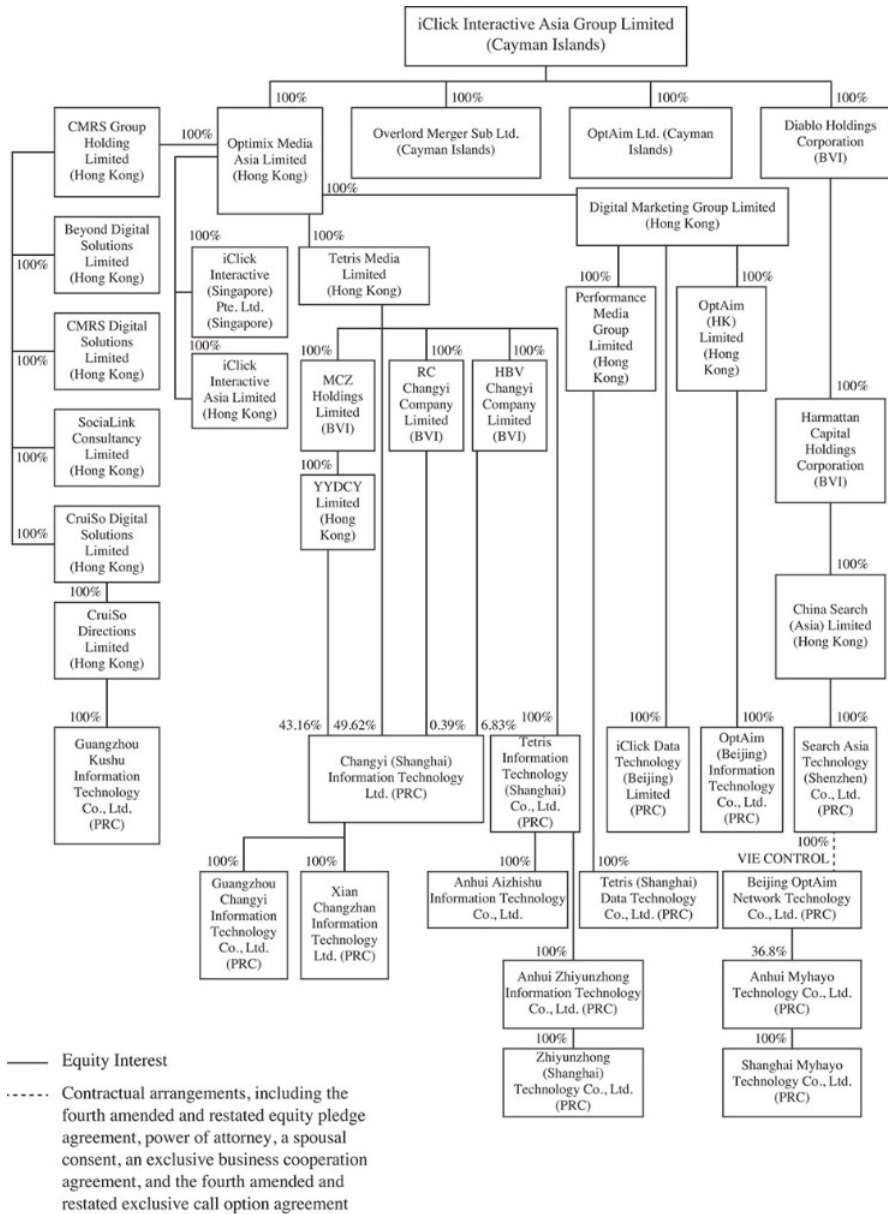 iClick Interactive Asia Group Limited
(Cayman Islands)
100%
100%
100%
100%
CMRS Group
Holding
Limited
(Hong Kong)
100%
Optimix Media
Asia Limited
(Hong Kong)
Overlord Merger Sub Ltd.
(Cayman Islands)
OptAim Ltd. (Cayman
Islands)
Diablo Holdings
Corporation
(BVI)
100%
Digital Marketing Group Limited
(Hong Kong)
100%
Beyond Digital
Solutions
Limited
(Hong Kong)
100%
iClick
Interactive
(Singapore)
Pte. Ltd.
(Singapore)
100%
Tetris Media
Limited
(Hong Kong)
100%
Performance
Media
Group
Limited
(Hong
Kong)
100%
OptAim
(HK)
Limited
(Hong
Kong)
100%
CMRS Digital
Solutions
Limited
(Hong Kong)
100%
iClick
Interactive
Asia Limited
(Hong Kong)
100%
MCZ
Holdings
Limited
(BVI)
100%
RC
Changyi
Company
Limited
(BVI)
100%
HBV
Changyi
Company
Limited
(BVI)
100%
Harmattan
Capital
Holdings
Corporation
(BVI)
100%
SociaLink
Consultancy
Limited
(Hong Kong)
100%
YYDCY
Limited
(Hong
Kong)
100%
CruiSo Digital
Solutions
Limited
(Hong Kong)
100%
CruiSo
Directions
Limited
(Hong Kong)
100%
China Search
(Asia) Limited
(Hong Kong)
100%
Guangzhou
Kushu
Information
Technology
Co., Ltd.
(PRC)
43.16%
49.62%
0.39%
6.83%
Changyi (Shanghai)
Information Technology
Ltd. (PRC)
100%
Tetris
Information
Technology
(Shanghai)
Co., Ltd.
(PRC)
100%
iClick Data
Technology
(Beijing)
Limited
(PRC)
100%
OptAim
(Beijing)
Information
Technology
Co., Ltd.
(PRC)
100%
Search Asia
Technology
(Shenzhen)
Co., Ltd.
(PRC)
100%
VIE CONTROL
100%
Guangzhou
Changyi
Information
Technology
Co., Ltd.
(PRC)
100%
Xian
Changzhan
Information
Technology
Ltd. (PRC)
100%
Anhui Aizhishu
Information Technology
Co., Ltd.
100%
Tetris (Shanghai)
Data Technology
Co., Ltd. (PRC)
Beijing OptAim
Network Technology
Co., Ltd. (PRC)
100%
Anhui Zhiyunzhong
Information Technology
Co., Ltd. (PRC)
36.8%
Anhui Myhayo
Technology Co., Ltd.
(PRC)
100%
Zhiyunzhong
(Shanghai)
Technology Co., Ltd.
(PRC)
100%
Shanghai Myhayo
Technology Co., Ltd.
(PRC)
Equity Interest
Contractual arrangements, including the
fourth amended and restated equity pledge
agreement, power of attorney, a spousal
consent, an exclusive business cooperation
agreement, and the fourth amended and
restated exclusive call option agreement